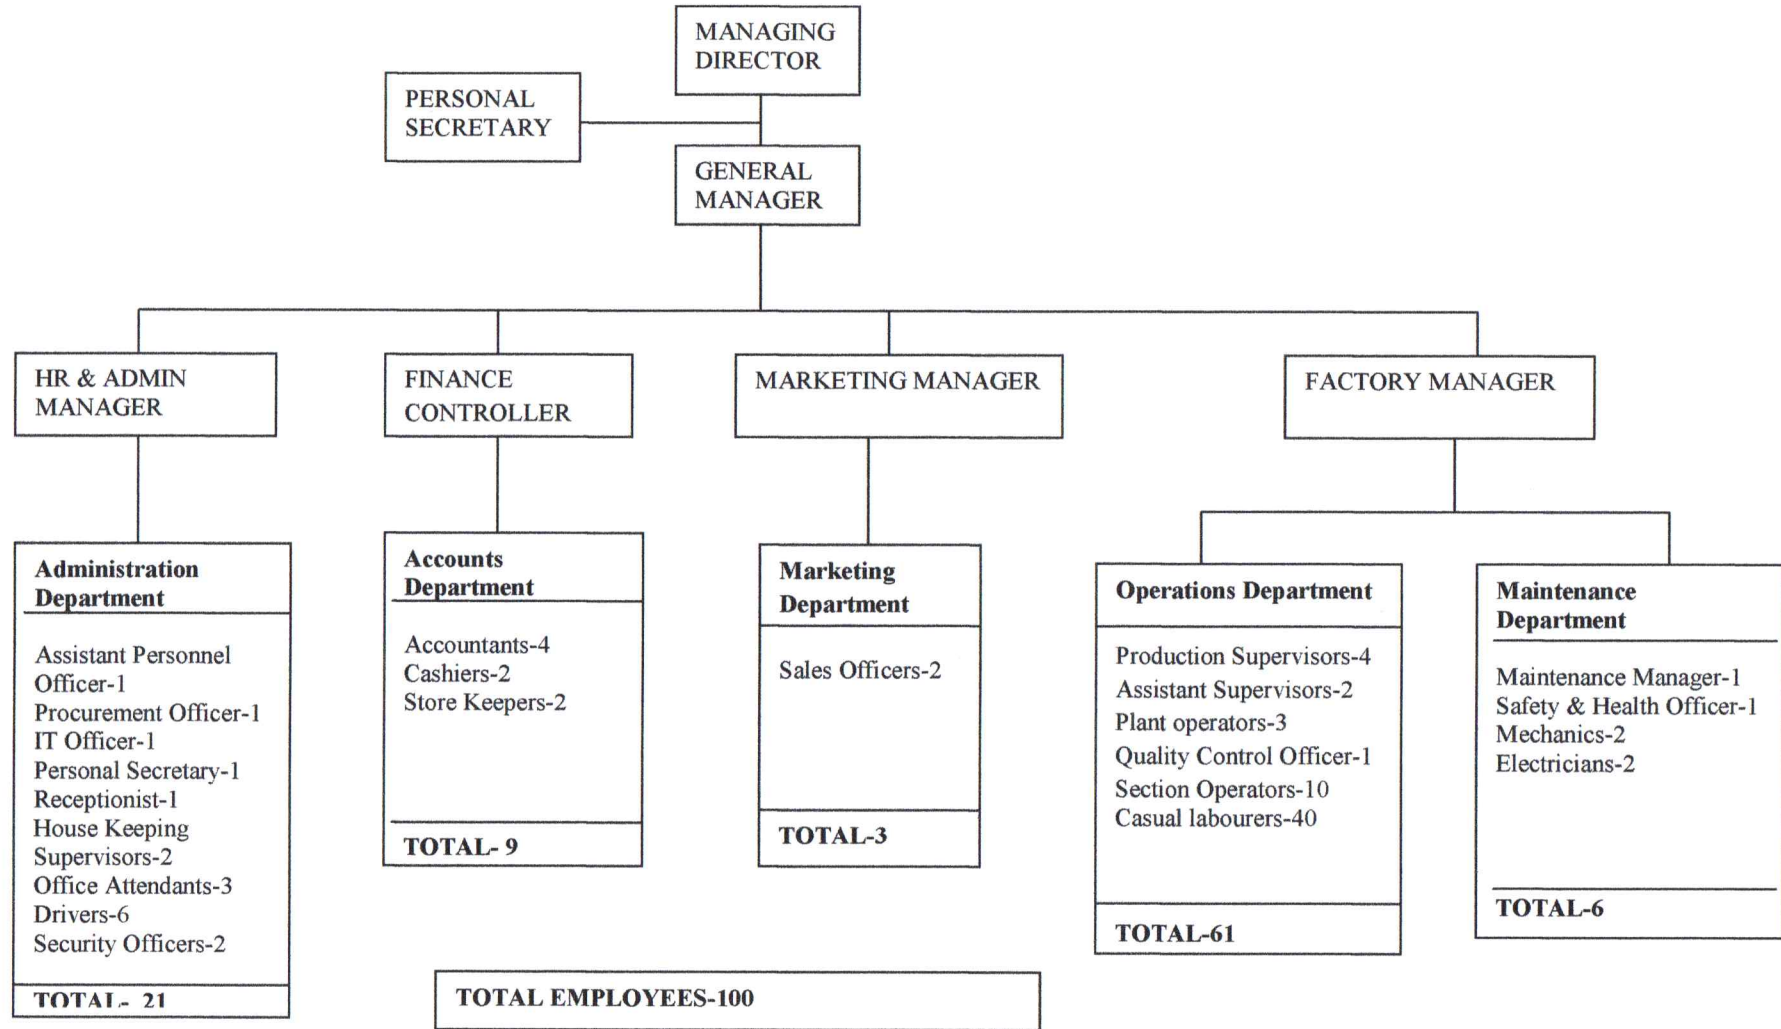 MANAGING
DIRECTOR
PERSONAL
SECRETARY
GENERAL
MANAGER
HR & ADMIN
MANAGER
FINANCE
CONTROLLER
MARKETING MANAGER
FACTORY MANAGER
Administration
Department
Assistant Personnel
Officer-1
Procurement Officer-1
IT Officer-1
Personal Secretary-1
Receptionist-1
House Keeping
Supervisors-2
Office Attendants-3
Drivers-6
Security Officers-2
TOTAL- 21
Accounts
Department
Accountants-4
Cashiers-2
Store Keepers-2
TOTAL- 9
Marketing
Department
Sales Officers-2
TOTAL-3
Operations Department
Production Supervisors-4
Assistant Supervisors-2
Plant operators-3
Quality Control Officer-1
Section Operators-10
Casual labourers-40
TOTAL-61
Maintenance
Department
Maintenance Manager-1
Safety & Health Officer-1
Mechanics-2
Electricians-2
TOTAL-6
TOTAL EMPLOYEES-100